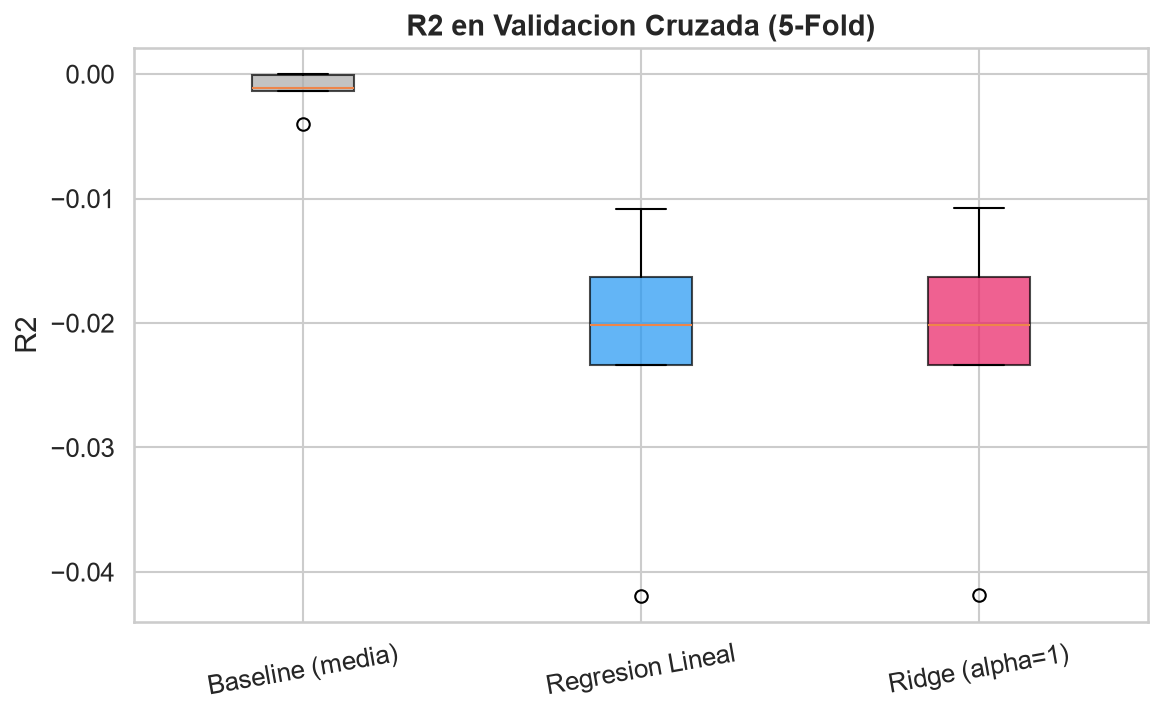 R2 en Validacion Cruzada (5-Fold)
0.00
−0.01
−0.02
−0.03
−0.04
R2
Baseline (media)
Regresion Lineal
Ridge (alpha=1)